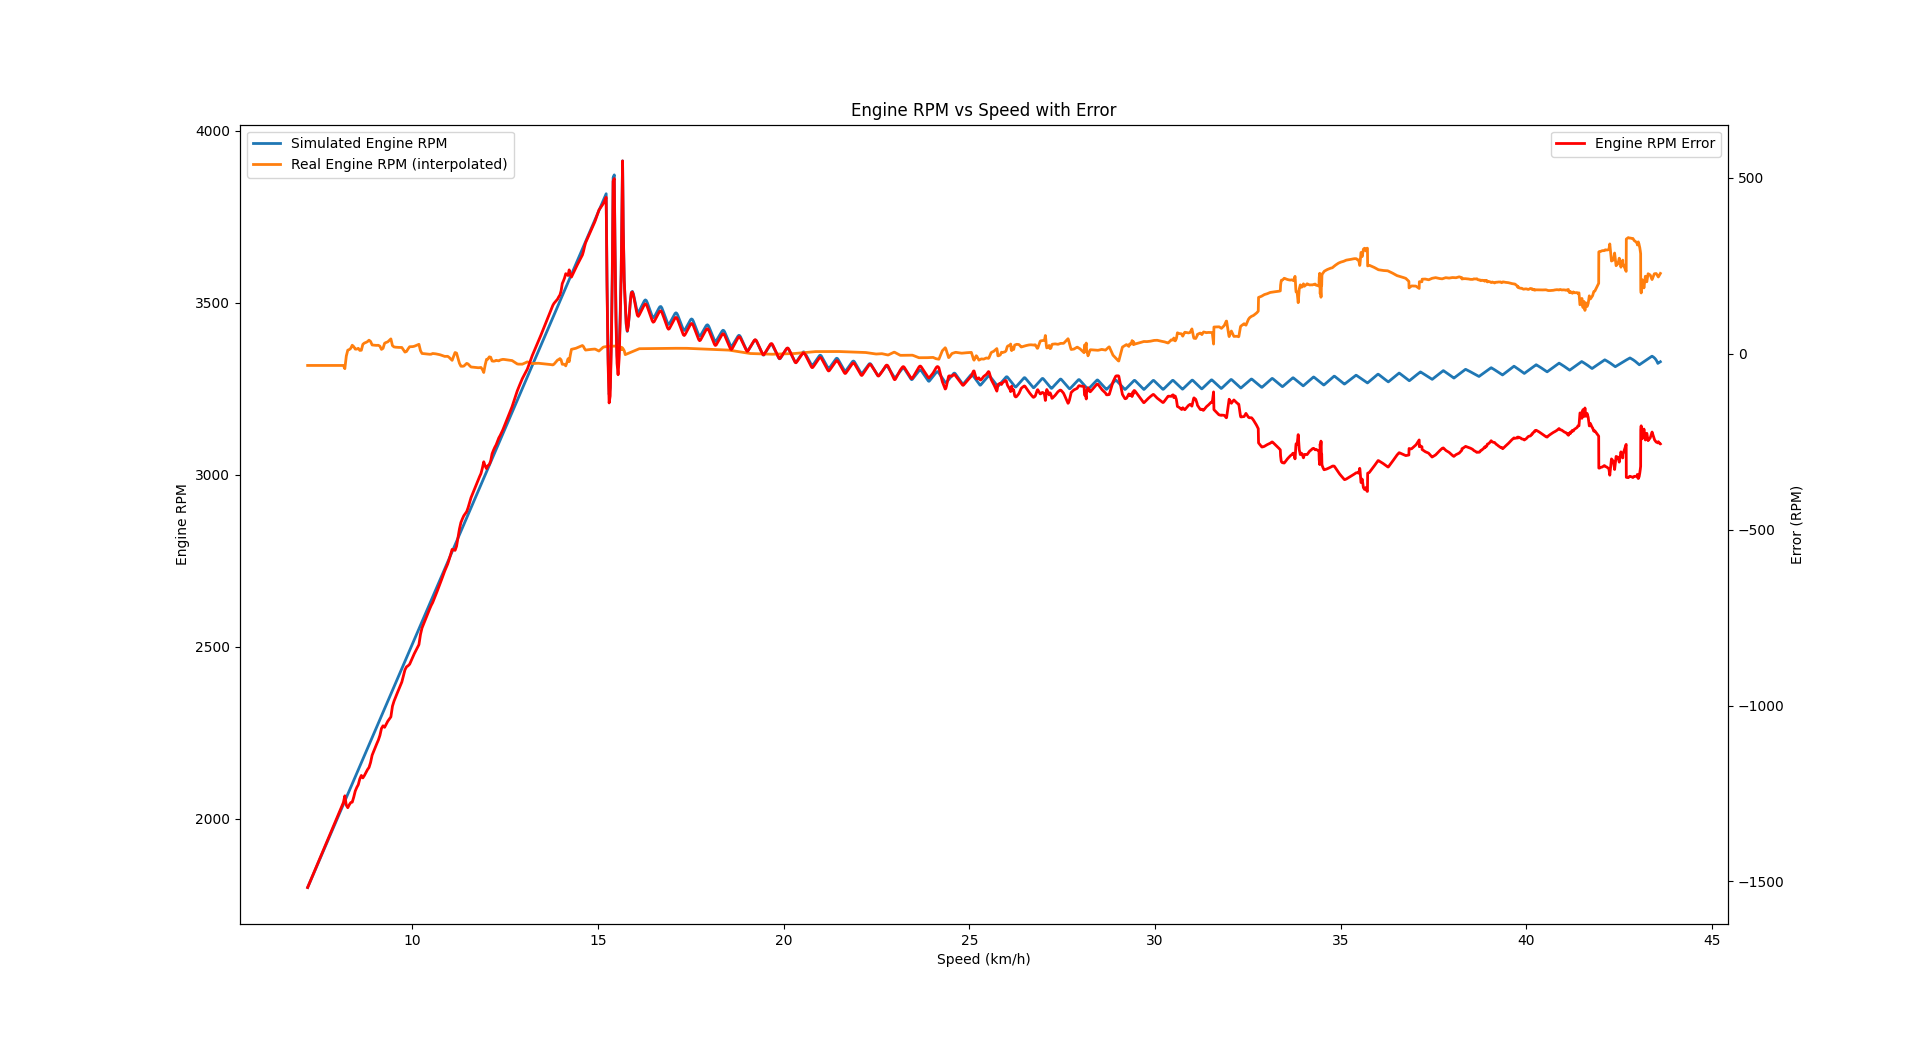 Engine RPM vs Speed with Error
Simulated Engine RPM
Real Engine RPM (interpolated)
Engine RPM Error
4000
3500
3000
2500
2000
Engine RPM
500
0
−500
−1000
−1500
Error (RPM)
10 15 20 25 30 35 40 45
Speed (km/h)